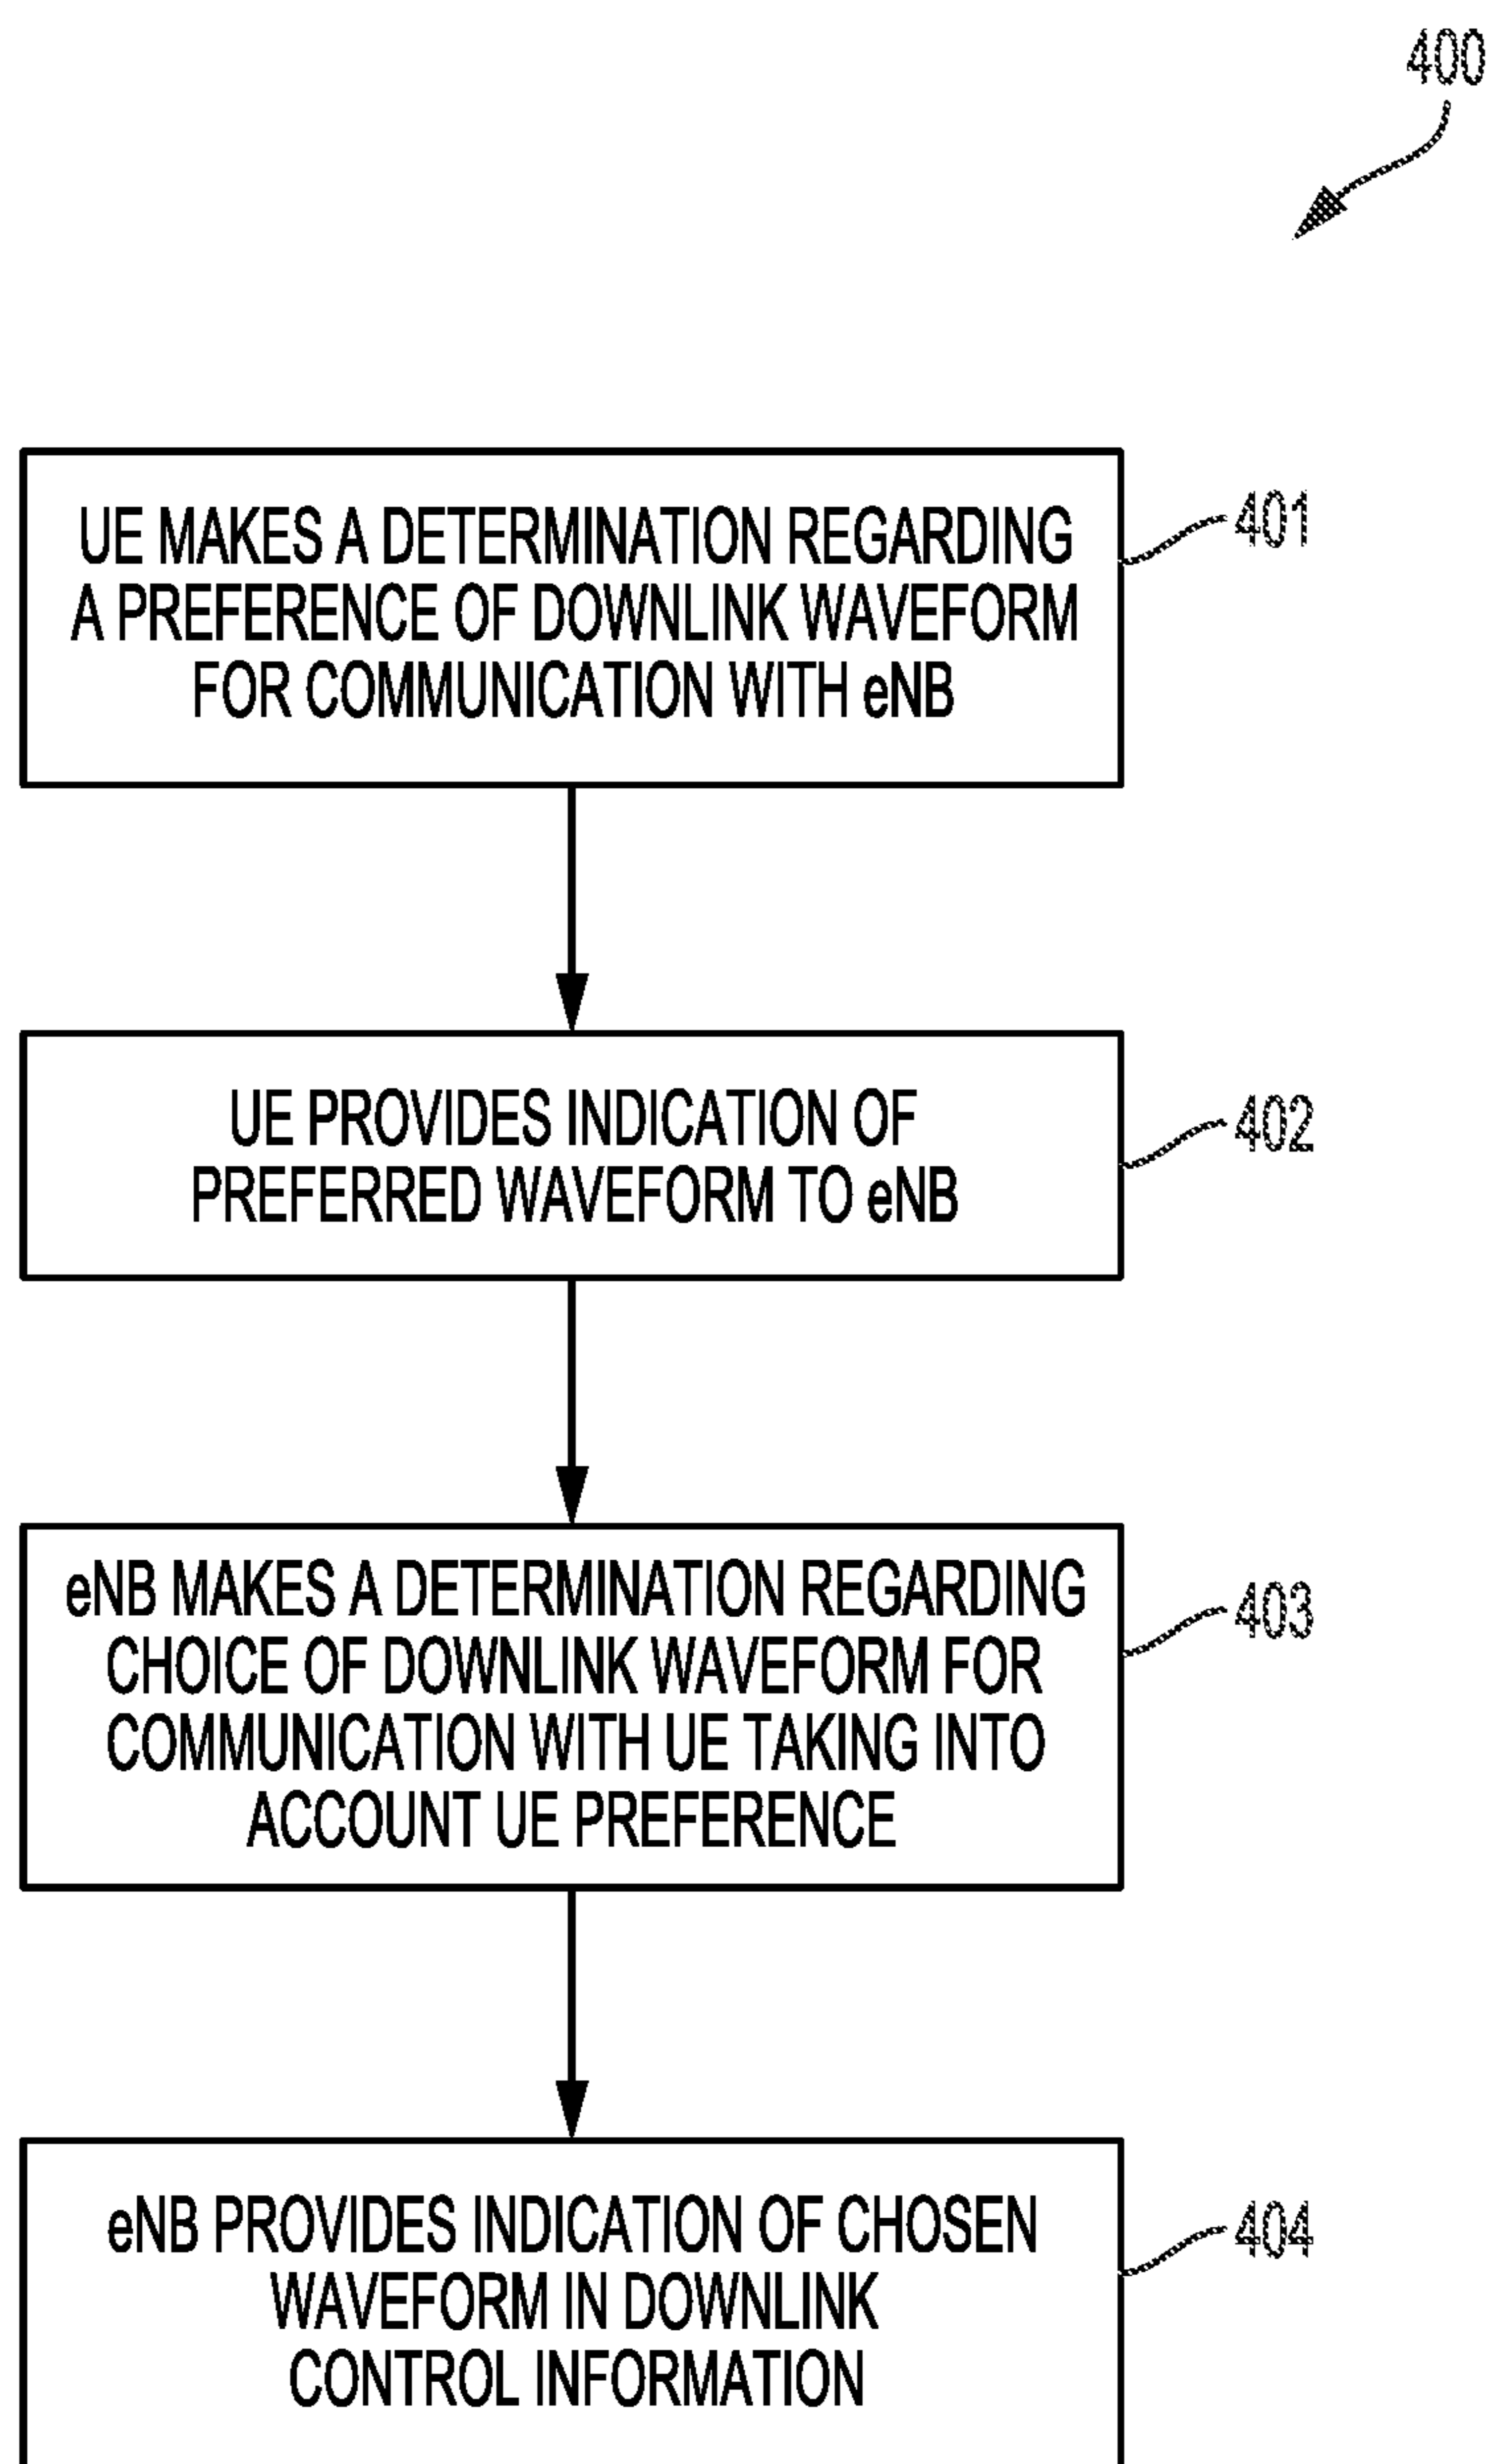 400
UE MAKES A DETERMINATION REGARDING
A PREFERENCE OF DOWNLINK WAVEFORM
FOR COMMUNICATION WITH eNB
401
UE PROVIDES INDICATION OF
PREFERRED WAVEFORM TO eNB
402
eNB MAKES A DETERMINATION REGARDING
CHOICE OF DOWNLINK WAVEFORM FOR
COMMUNICATION WITH UE TAKING INTO
ACCOUNT UE PREFERENCE
403
eNB PROVIDES INDICATION OF CHOSEN
WAVEFORM IN DOWNLINK
CONTROL INFORMATION
404